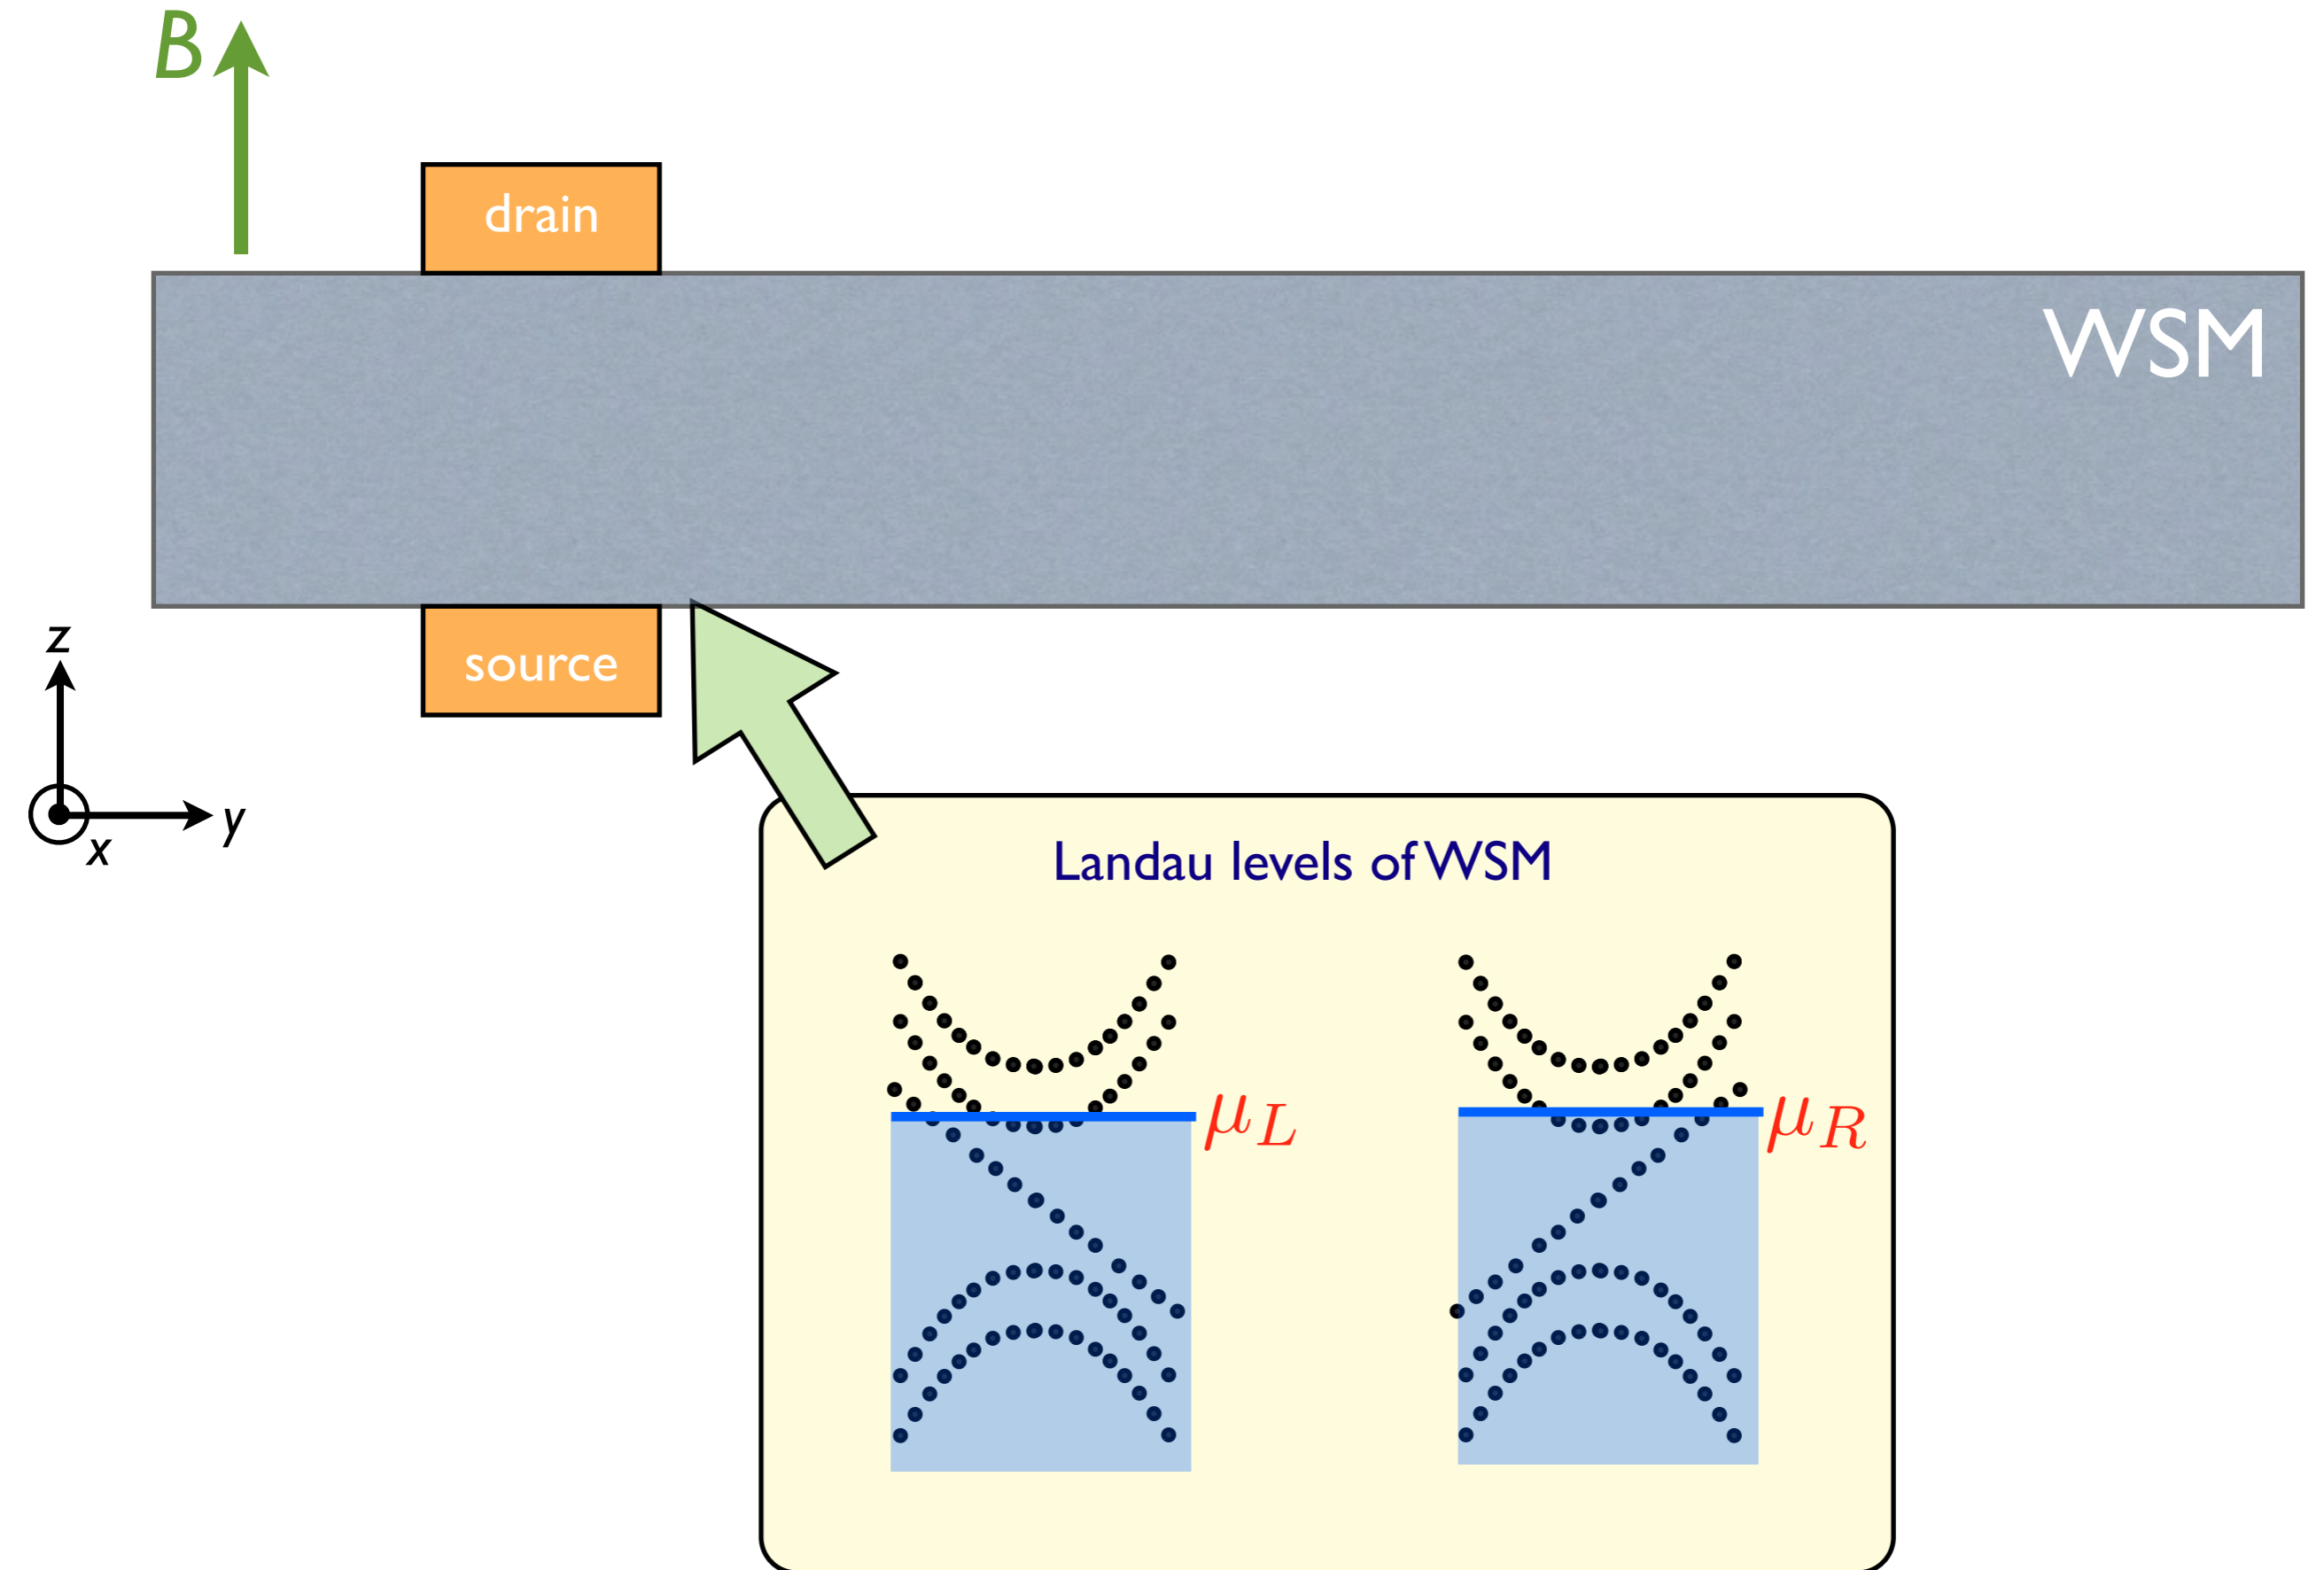 B
drain
WSM
source
z
y
x
Landau levels of WSM
μL
μR